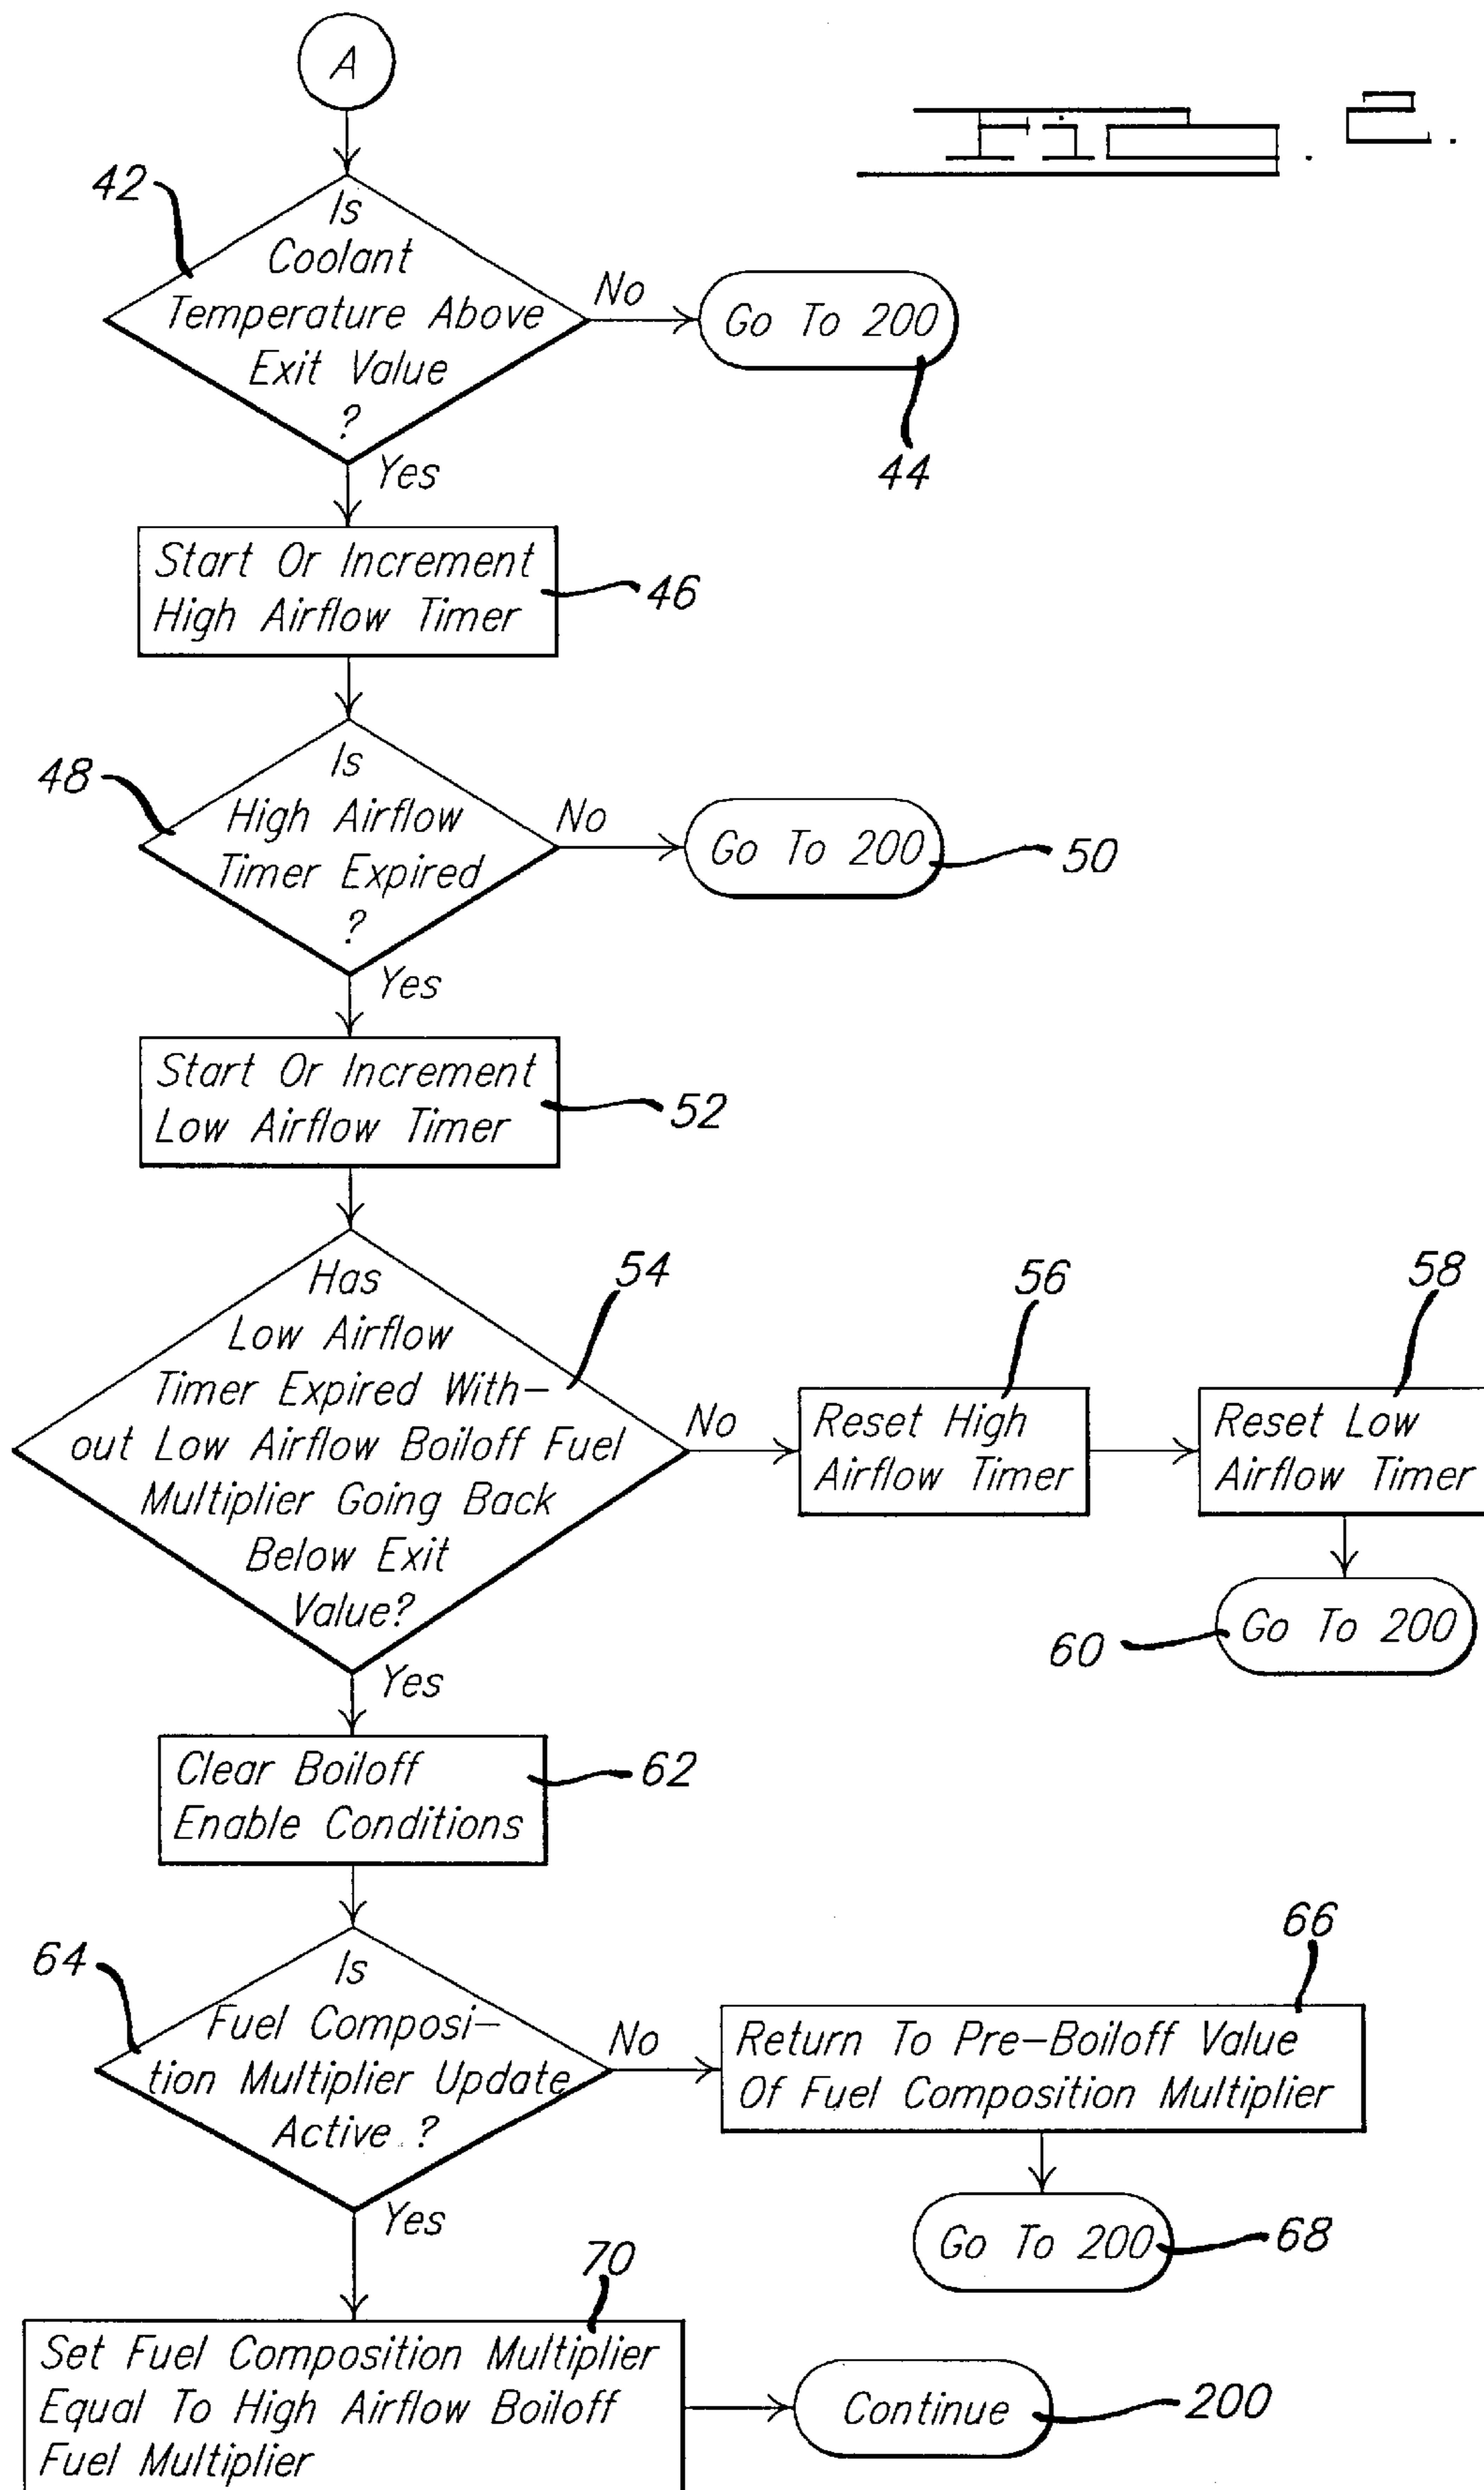 A
42
Is
Coolant
Temperature Above
Exit Value
?
No
Go To 200
44
Yes
Start Or Increment
High Airflow Timer
46
48
Is
High Airflow
Timer Expired
?
No
Go To 200
50
Yes
Start Or Increment
Low Airflow Timer
52
Has
Low Airflow
Timer Expired With-
out Low Airflow Boiloff Fuel
Multiplier Going Back
Below Exit
Value?
54
No
56
Reset High
Airflow Timer
58
Reset Low
Airflow Timer
60
Go To 200
Yes
Clear Boiloff
Enable Conditions
62
64
Is
Fuel Composi-
tion Multiplier Update
Active ?
No
66
Return To Pre-Boiloff Value
Of Fuel Composition Multiplier
Go To 200
68
Yes
70
Set Fuel Composition Multiplier
Equal To High Airflow Boiloff
Fuel Multiplier
Continue
200